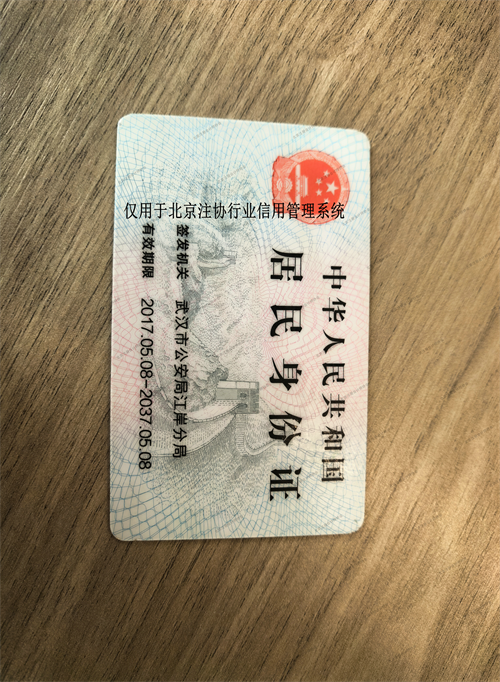 中华人民共和国
居民身份证
仅用于北京注协行业信用管理系统
签发机关 武汉市公安局江岸分局
有效期限 2017.05.08-2037.05.08